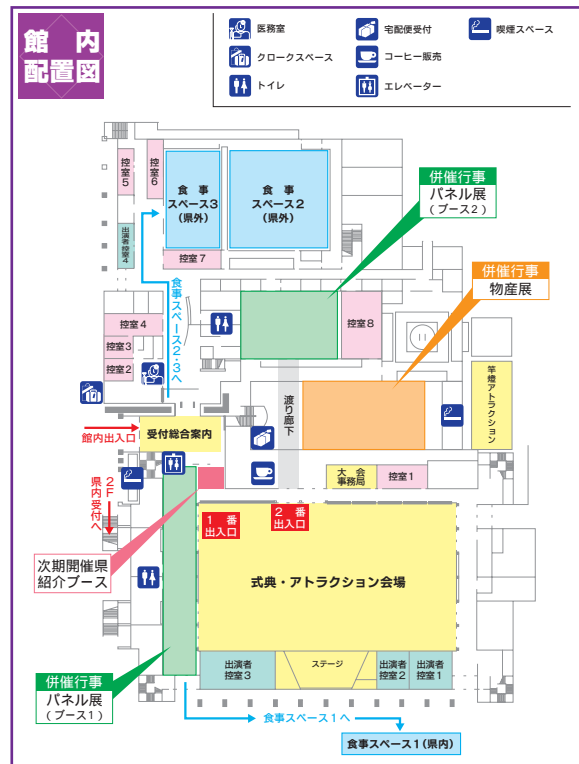 館内
配置図
医務室
宅配便受付
喫煙スペース
クロークスペース
コーヒー販売
トイレ
エレベーター
控室5
控室6
食事
スペース3
(県外)
食事
スペース2
(県外)
併催行事
パネル展
(ブース2)
出演者
控室4
控室7
併催行事
物産展
食事スペース2・3へ
控室4
控室3
控室2
控室8
渡り廊下
竿燈アトラクション
館内出入口
受付総合案内
2F
県内受付へ
大会
事務局
控室1
1番
出入口
2番
出入口
次期開催県
紹介ブース
式典・アトラクション会場
出演者
控室3
ステージ
出演者
控室2
出演者
控室1
併催行事
パネル展
(ブース1)
食事スペース1へ
食事スペース1(県内)